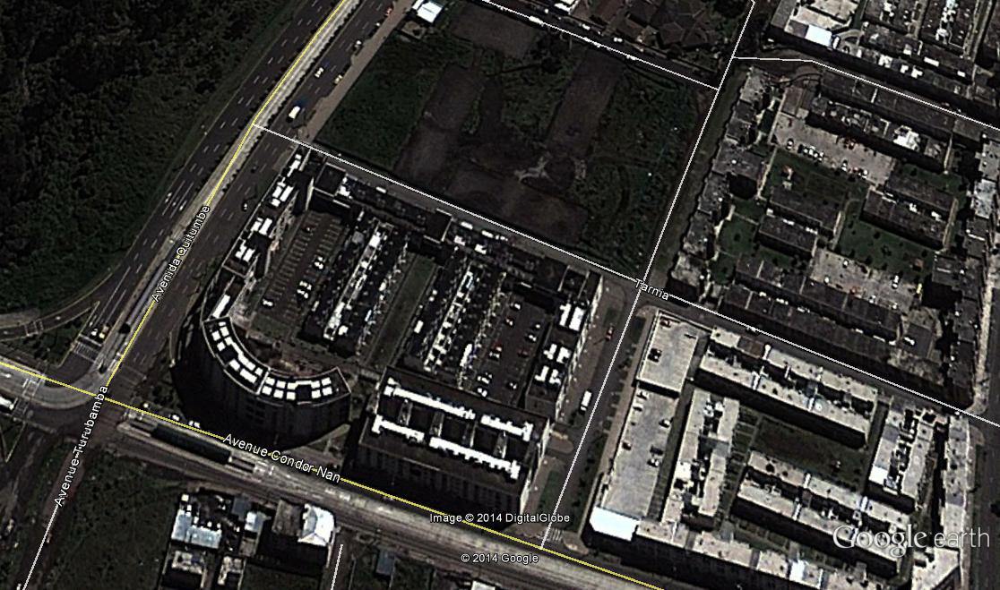 Avenida Quitumbe
Tarnia
Avenue Turubamba
Avenue Condor Nan
Image © 2014 DigitalGlobe
© 2014 Google
Google earth